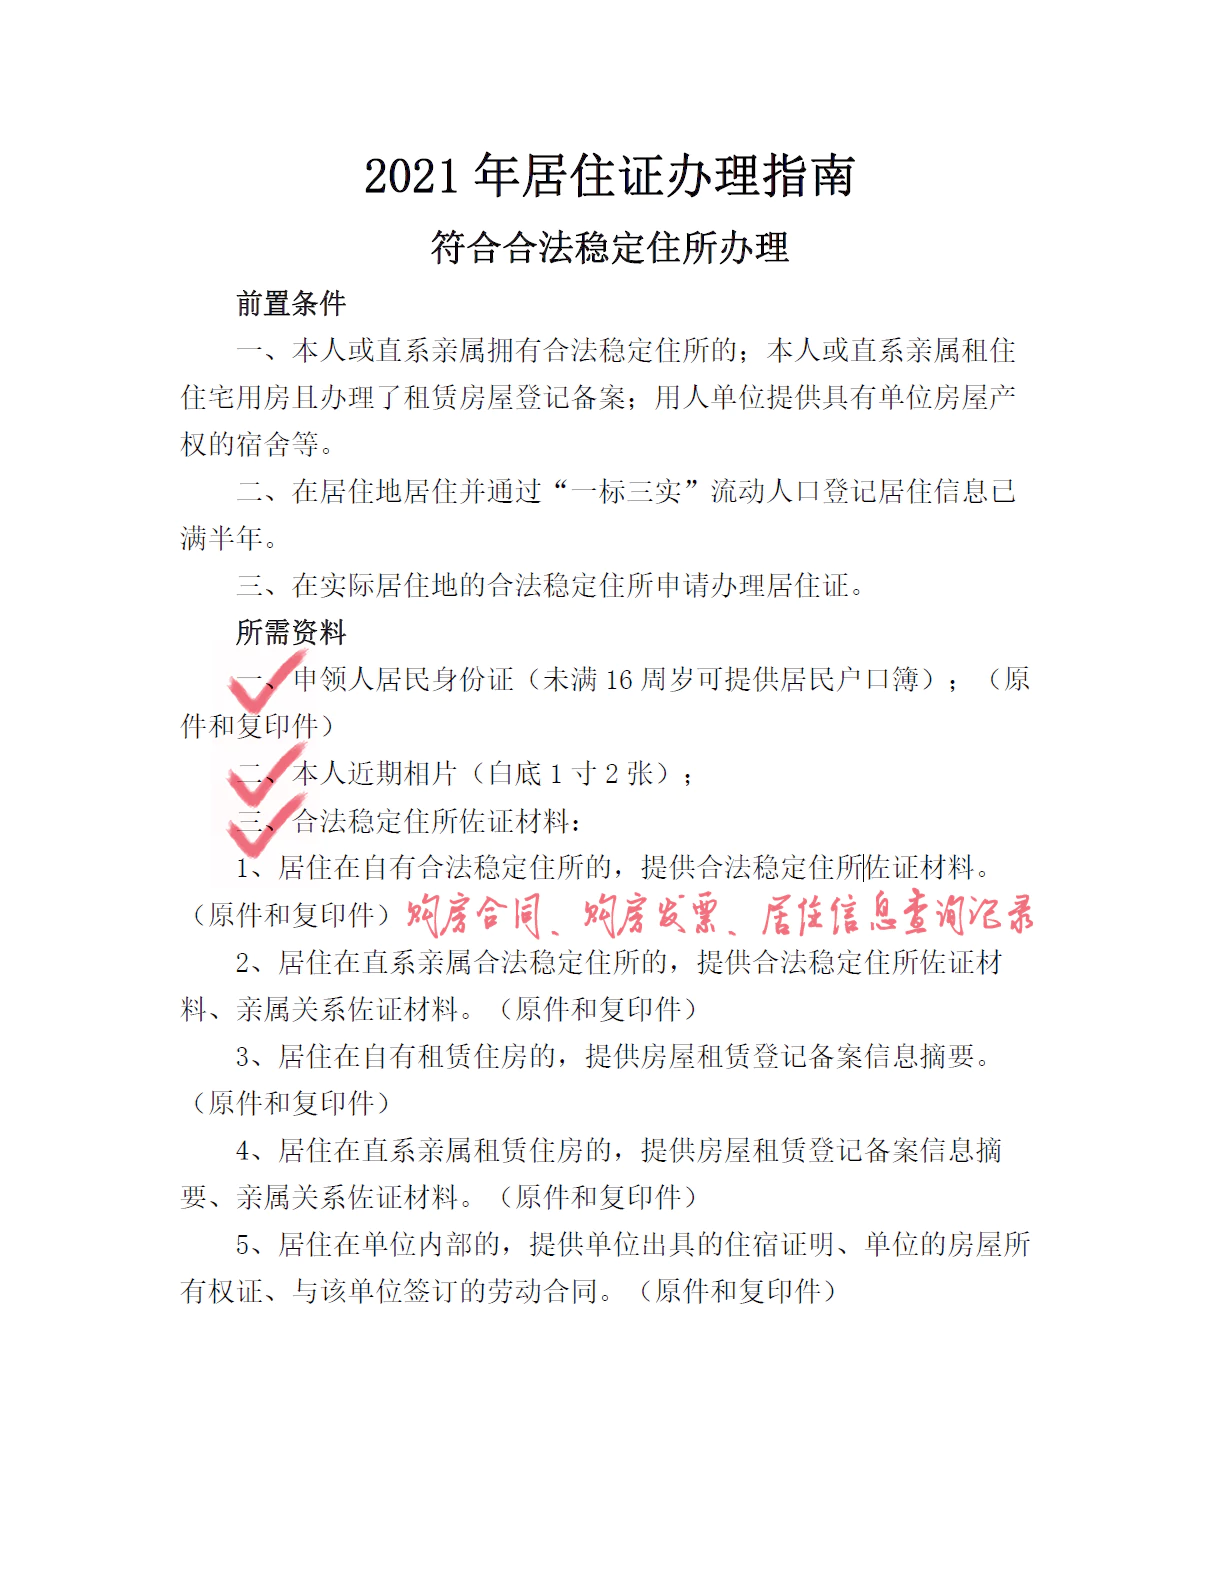 2021年居住证办理指南
符合合法稳定住所办理
前置条件
一、本人或直系亲属拥有合法稳定住所的；本人或直系亲属租住
住宅用房且办理了租赁房屋登记备案；用人单位提供具有单位房屋产
权的宿舍等。
二、在居住地居住并通过“一标三实”流动人口登记居住信息已
满半年。
三、在实际居住地的合法稳定住所申请办理居住证。
所需资料
一、申领人居民身份证（未满16周岁可提供居民户口簿）；（原
件和复印件）
二、本人近期相片（白底1寸2张）；
三、合法稳定住所佐证材料：
1、居住在自有合法稳定住所的，提供合法稳定住所佐证材料。
（原件和复印件）购房合同、购房发票、居住信息查询记录
2、居住在直系亲属合法稳定住所的，提供合法稳定住所佐证材
料、亲属关系佐证材料。（原件和复印件）
3、居住在自有租赁住房的，提供房屋租赁登记备案信息摘要。
（原件和复印件）
4、居住在直系亲属租赁住房的，提供房屋租赁登记备案信息摘
要、亲属关系佐证材料。（原件和复印件）
5、居住在单位内部的，提供单位出具的住宿证明、单位的房屋所
有权证、与该单位签订的劳动合同。（原件和复印件）